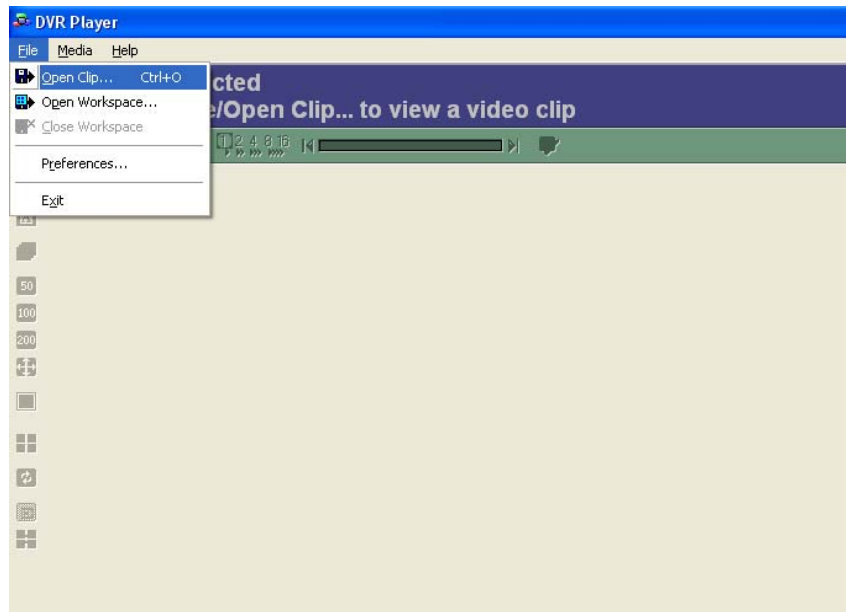 DVR Player
File Media Help
Open Clip... Ctrl+O
cted
Open Workspace...
e/Open Clip... to view a video clip
Close Workspace
1 2 4 8 16
Preferences...
Exit
50
100
200